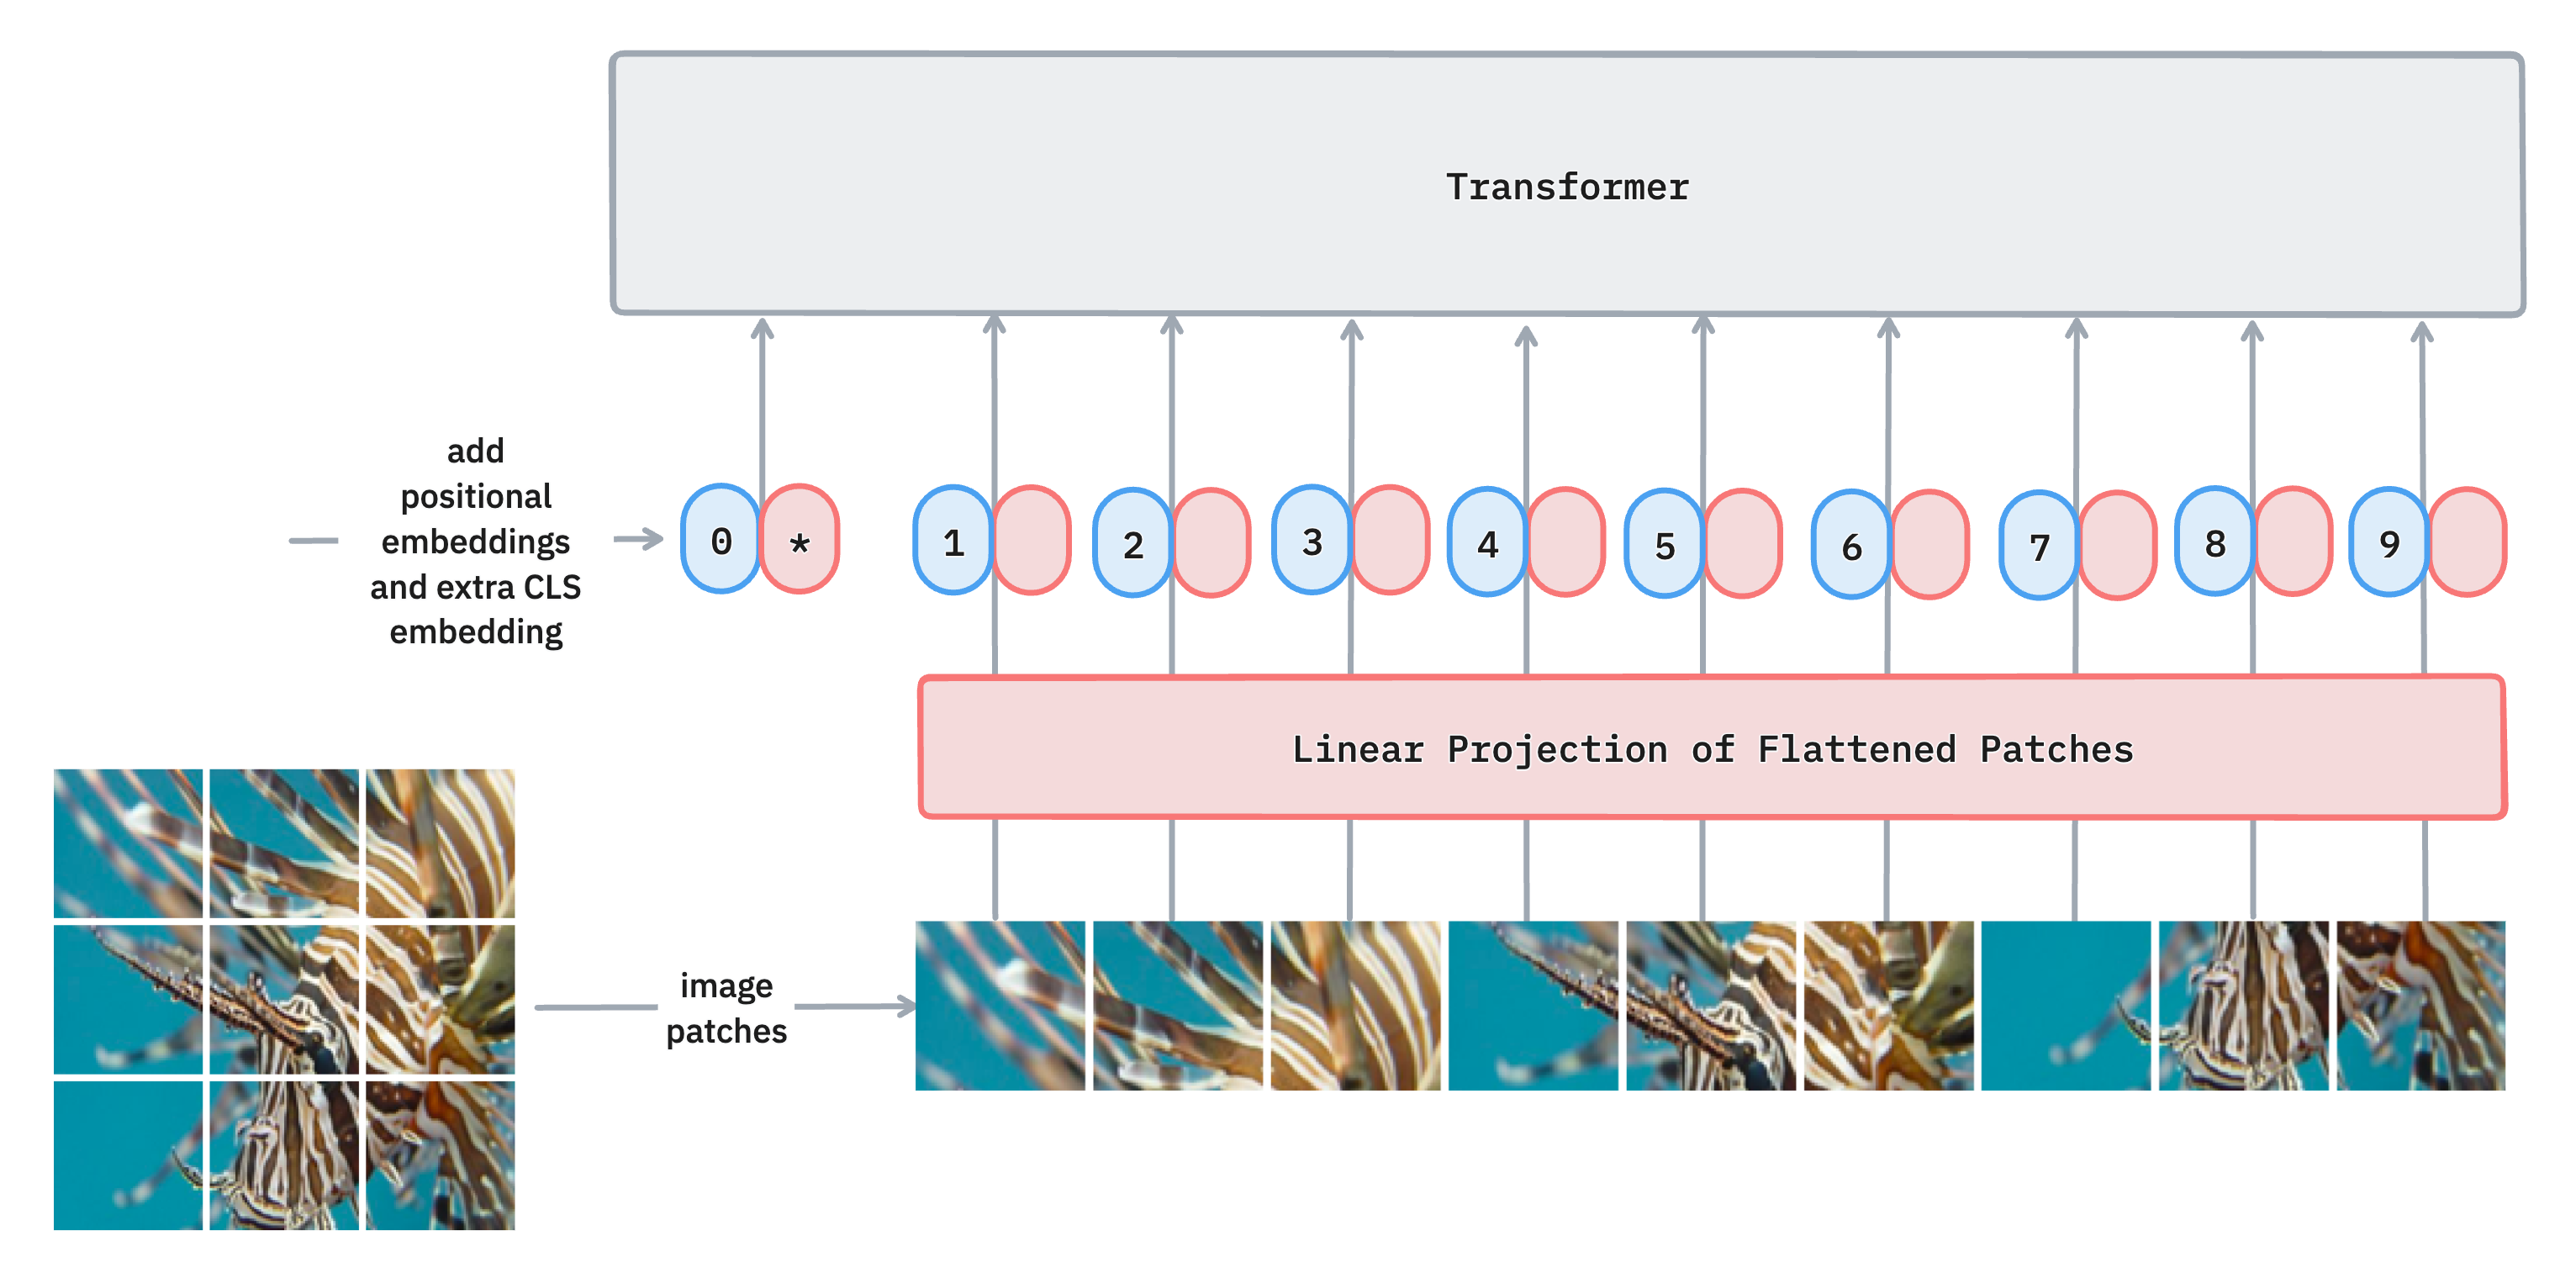 Transformer
add
positional
embeddings
and extra CLS
embedding
0 * 1 2 3 4 5 6 7 8 9
Linear Projection of Flattened Patches
image
patches